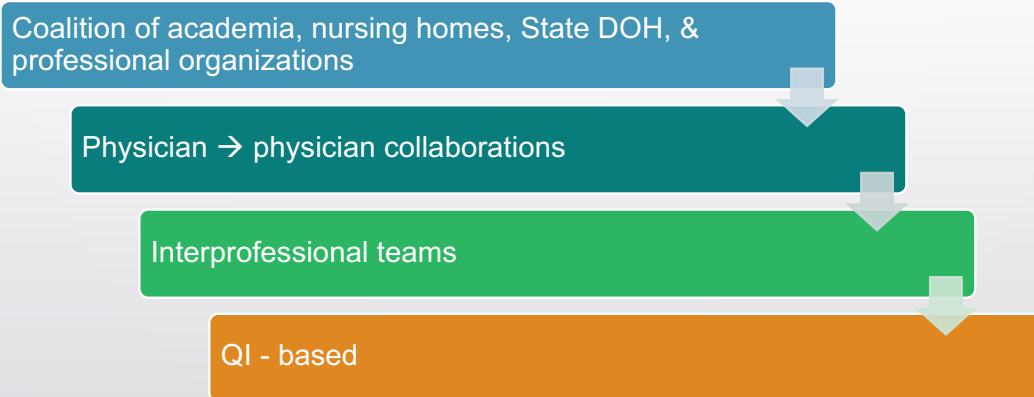 Coalition of academia, nursing homes, State DOH, &
professional organizations
Physician → physician collaborations
Interprofessional teams
QI - based